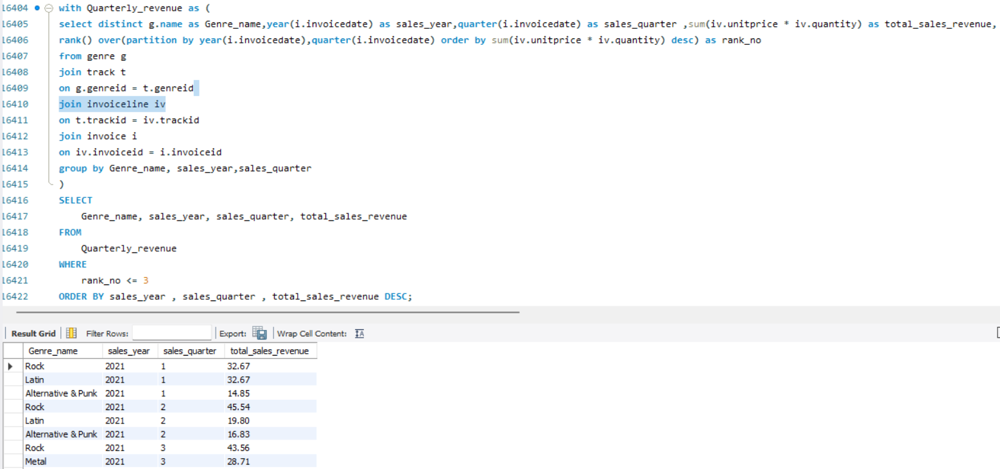 16404 with Quarterly_revenue as (
16405 select distinct g.name as Genre_name,year(i.invoicedate) as sales_year,quarter(i.invoicedate) as sales_quarter ,sum(iv.unitprice * iv.quantity) as total_sales_revenue,
16406 rank() over(partition by year(i.invoicedate),quarter(i.invoicedate) order by sum(iv.unitprice * iv.quantity) desc) as rank_no
16407 from genre g
16408 join track t
16409 on g.genreid = t.genreid
16410 join invoiceline iv
16411 on t.trackid = iv.trackid
16412 join invoice i
16413 on iv.invoiceid = i.invoiceid
16414 group by Genre_name, sales_year,sales_quarter
16415 )
16416 SELECT
16417 Genre_name, sales_year, sales_quarter, total_sales_revenue
16418 FROM
16419 Quarterly_revenue
16420 WHERE
16421 rank_no <= 3
16422 ORDER BY sales_year , sales_quarter , total_sales_revenue DESC;
Result Grid Filter Rows: Export: Wrap Cell Content:
Genre_name sales_year sales_quarter total_sales_revenue
Rock 2021 1 32.67
Latin 2021 1 32.67
Alternative & Punk 2021 1 14.85
Rock 2021 2 45.54
Latin 2021 2 19.80
Alternative & Punk 2021 2 16.83
Rock 2021 3 43.56
Metal 2021 3 28.71